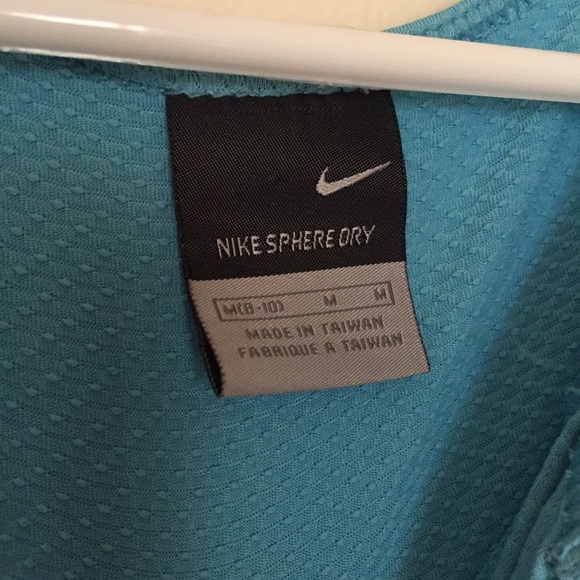 NIKE SPHERE DRY
M(8-10) M M
MADE IN TAIWAN
FABRIQUE A TAIWAN